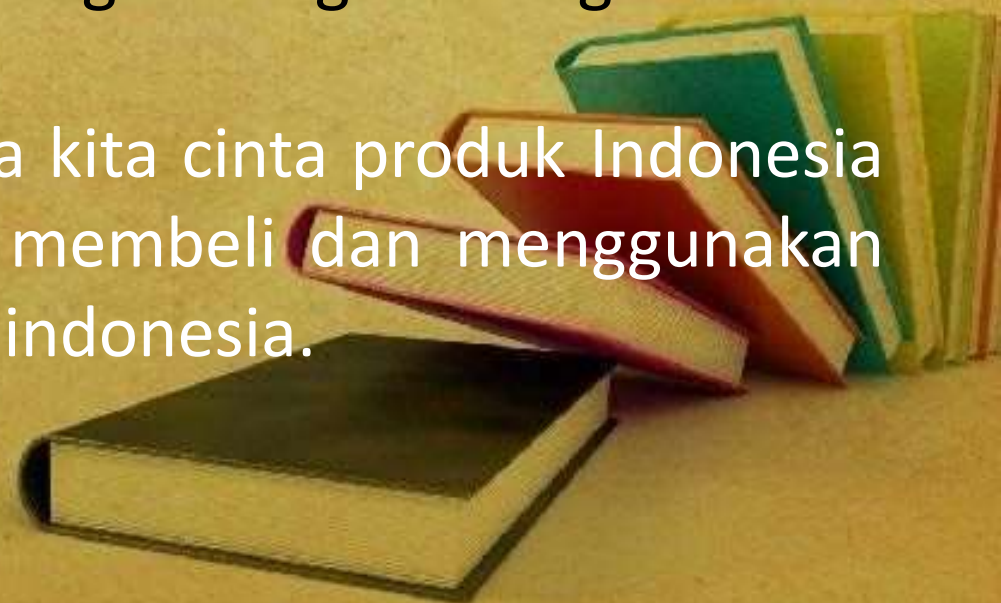 kita cinta produk Indonesia
membeli dan menggunakan
indonesia.